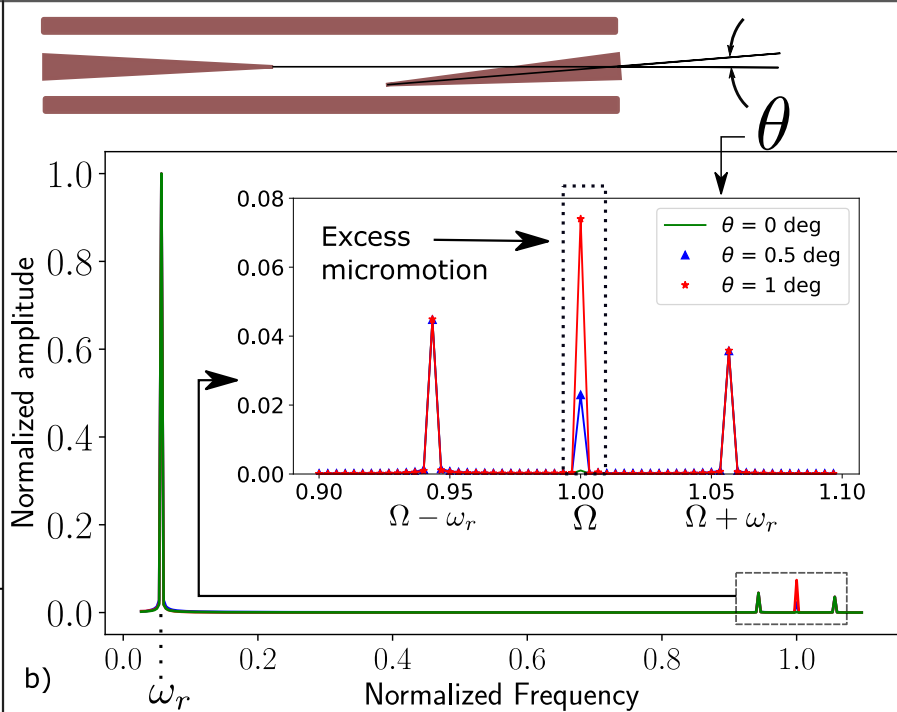 θ
1.0
0.8
0.6
0.4
0.2
0.0
Normalized amplitude
0.08
0.06
0.04
0.02
0.00
Excess
micromotion
θ = 0 deg
θ = 0.5 deg
θ = 1 deg
0.90 0.95 1.00 1.05 1.10
Ω − ωᵣ Ω Ω + ωᵣ
0.0 0.2 0.4 0.6 0.8 1.0
b) ωᵣ Normalized Frequency